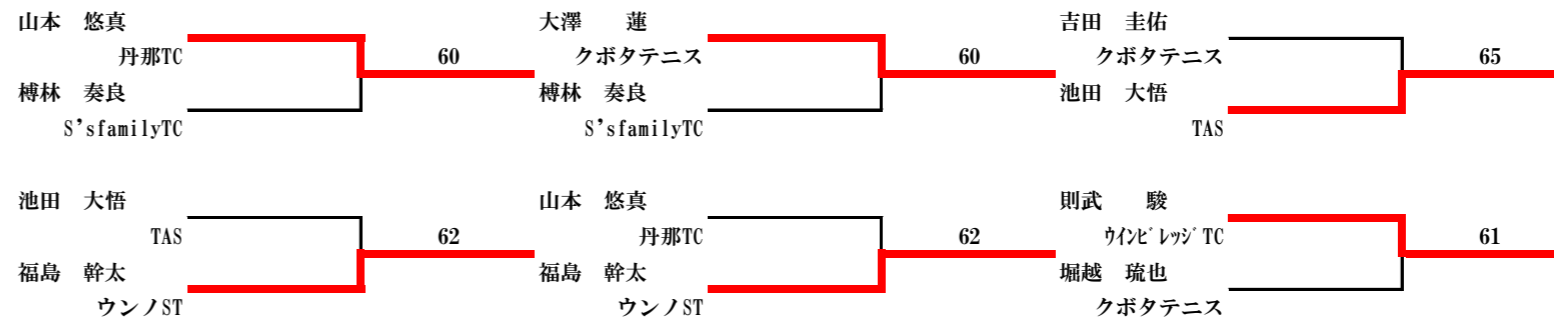 山本　悠真
丹那TC
60
榑林　奏良
S’sfamilyTC
大澤　　蓮
クボタテニス
60
榑林　奏良
S’sfamilyTC
吉田　圭佑
クボタテニス
65
池田　大悟
TAS
池田　大悟
TAS
62
福島　幹太
ウンノST
山本　悠真
丹那TC
62
福島　幹太
ウンノST
則武　　駿
ｳｲﾝﾋﾞﾚｯｼﾞTC
61
堀越　琉也
クボタテニス